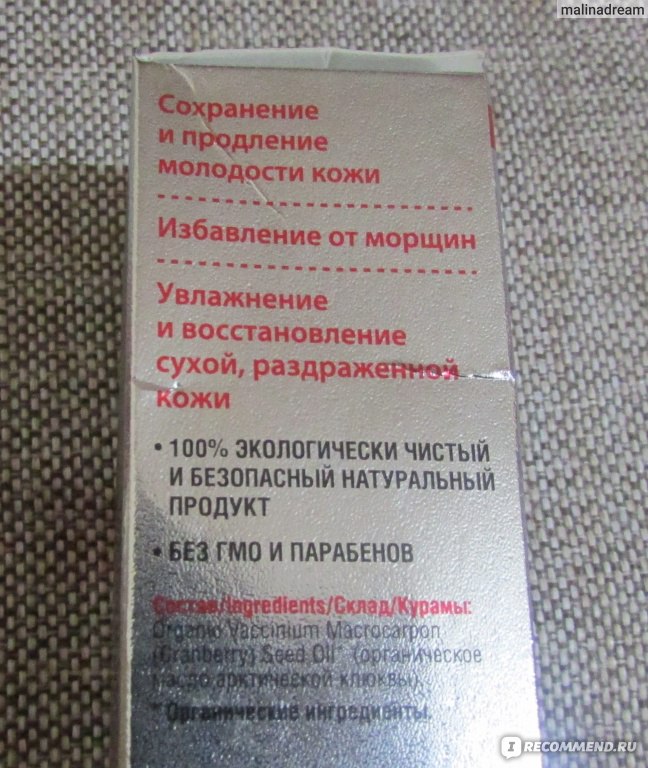 malinadream
Сохранение
и продление
молодости кожи
Избавление от морщин
Увлажнение
и восстановление
сухой, раздраженной
кожи
• 100% ЭКОЛОГИЧЕСКИ ЧИСТЫЙ
И БЕЗОПАСНЫЙ НАТУРАЛЬНЫЙ
ПРОДУКТ
• БЕЗ ГМО И ПАРАБЕНОВ
Состав/Ingredients/Склад/Курамы:
Organic Vaccinium Macrocarpon
(Cranberry) Seed Oil* (органическое
масло арктической клюквы).
* Органические ингредиенты.
I RECOMMEND.RU